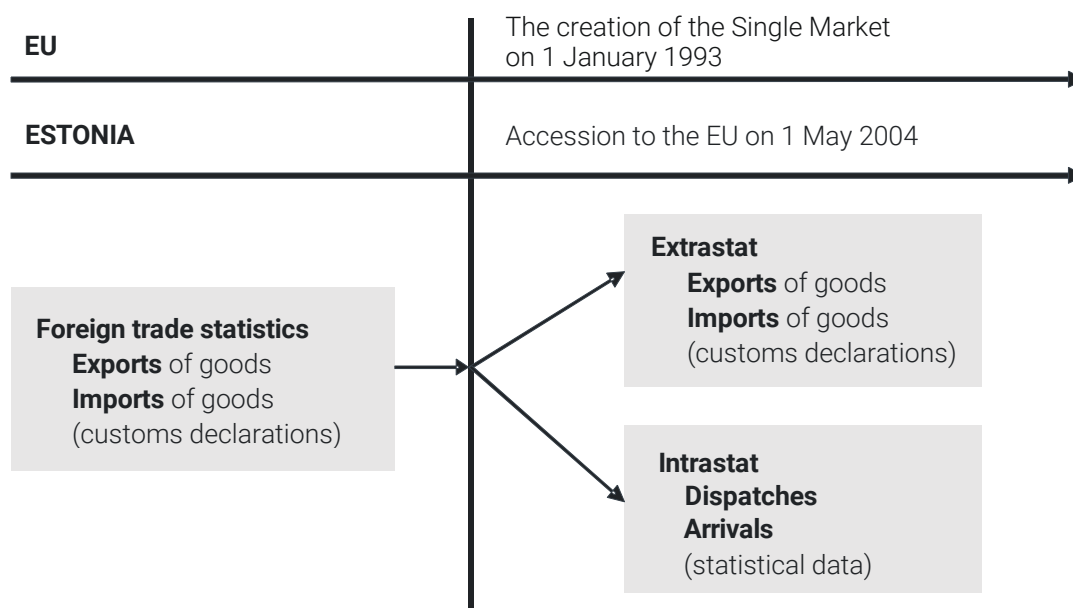 EU
The creation of the Single Market
on 1 January 1993
ESTONIA
Accession to the EU on 1 May 2004
Foreign trade statistics
Exports of goods
Imports of goods
(customs declarations)
Extrastat
Exports of goods
Imports of goods
(customs declarations)
Intrastat
Dispatches
Arrivals
(statistical data)